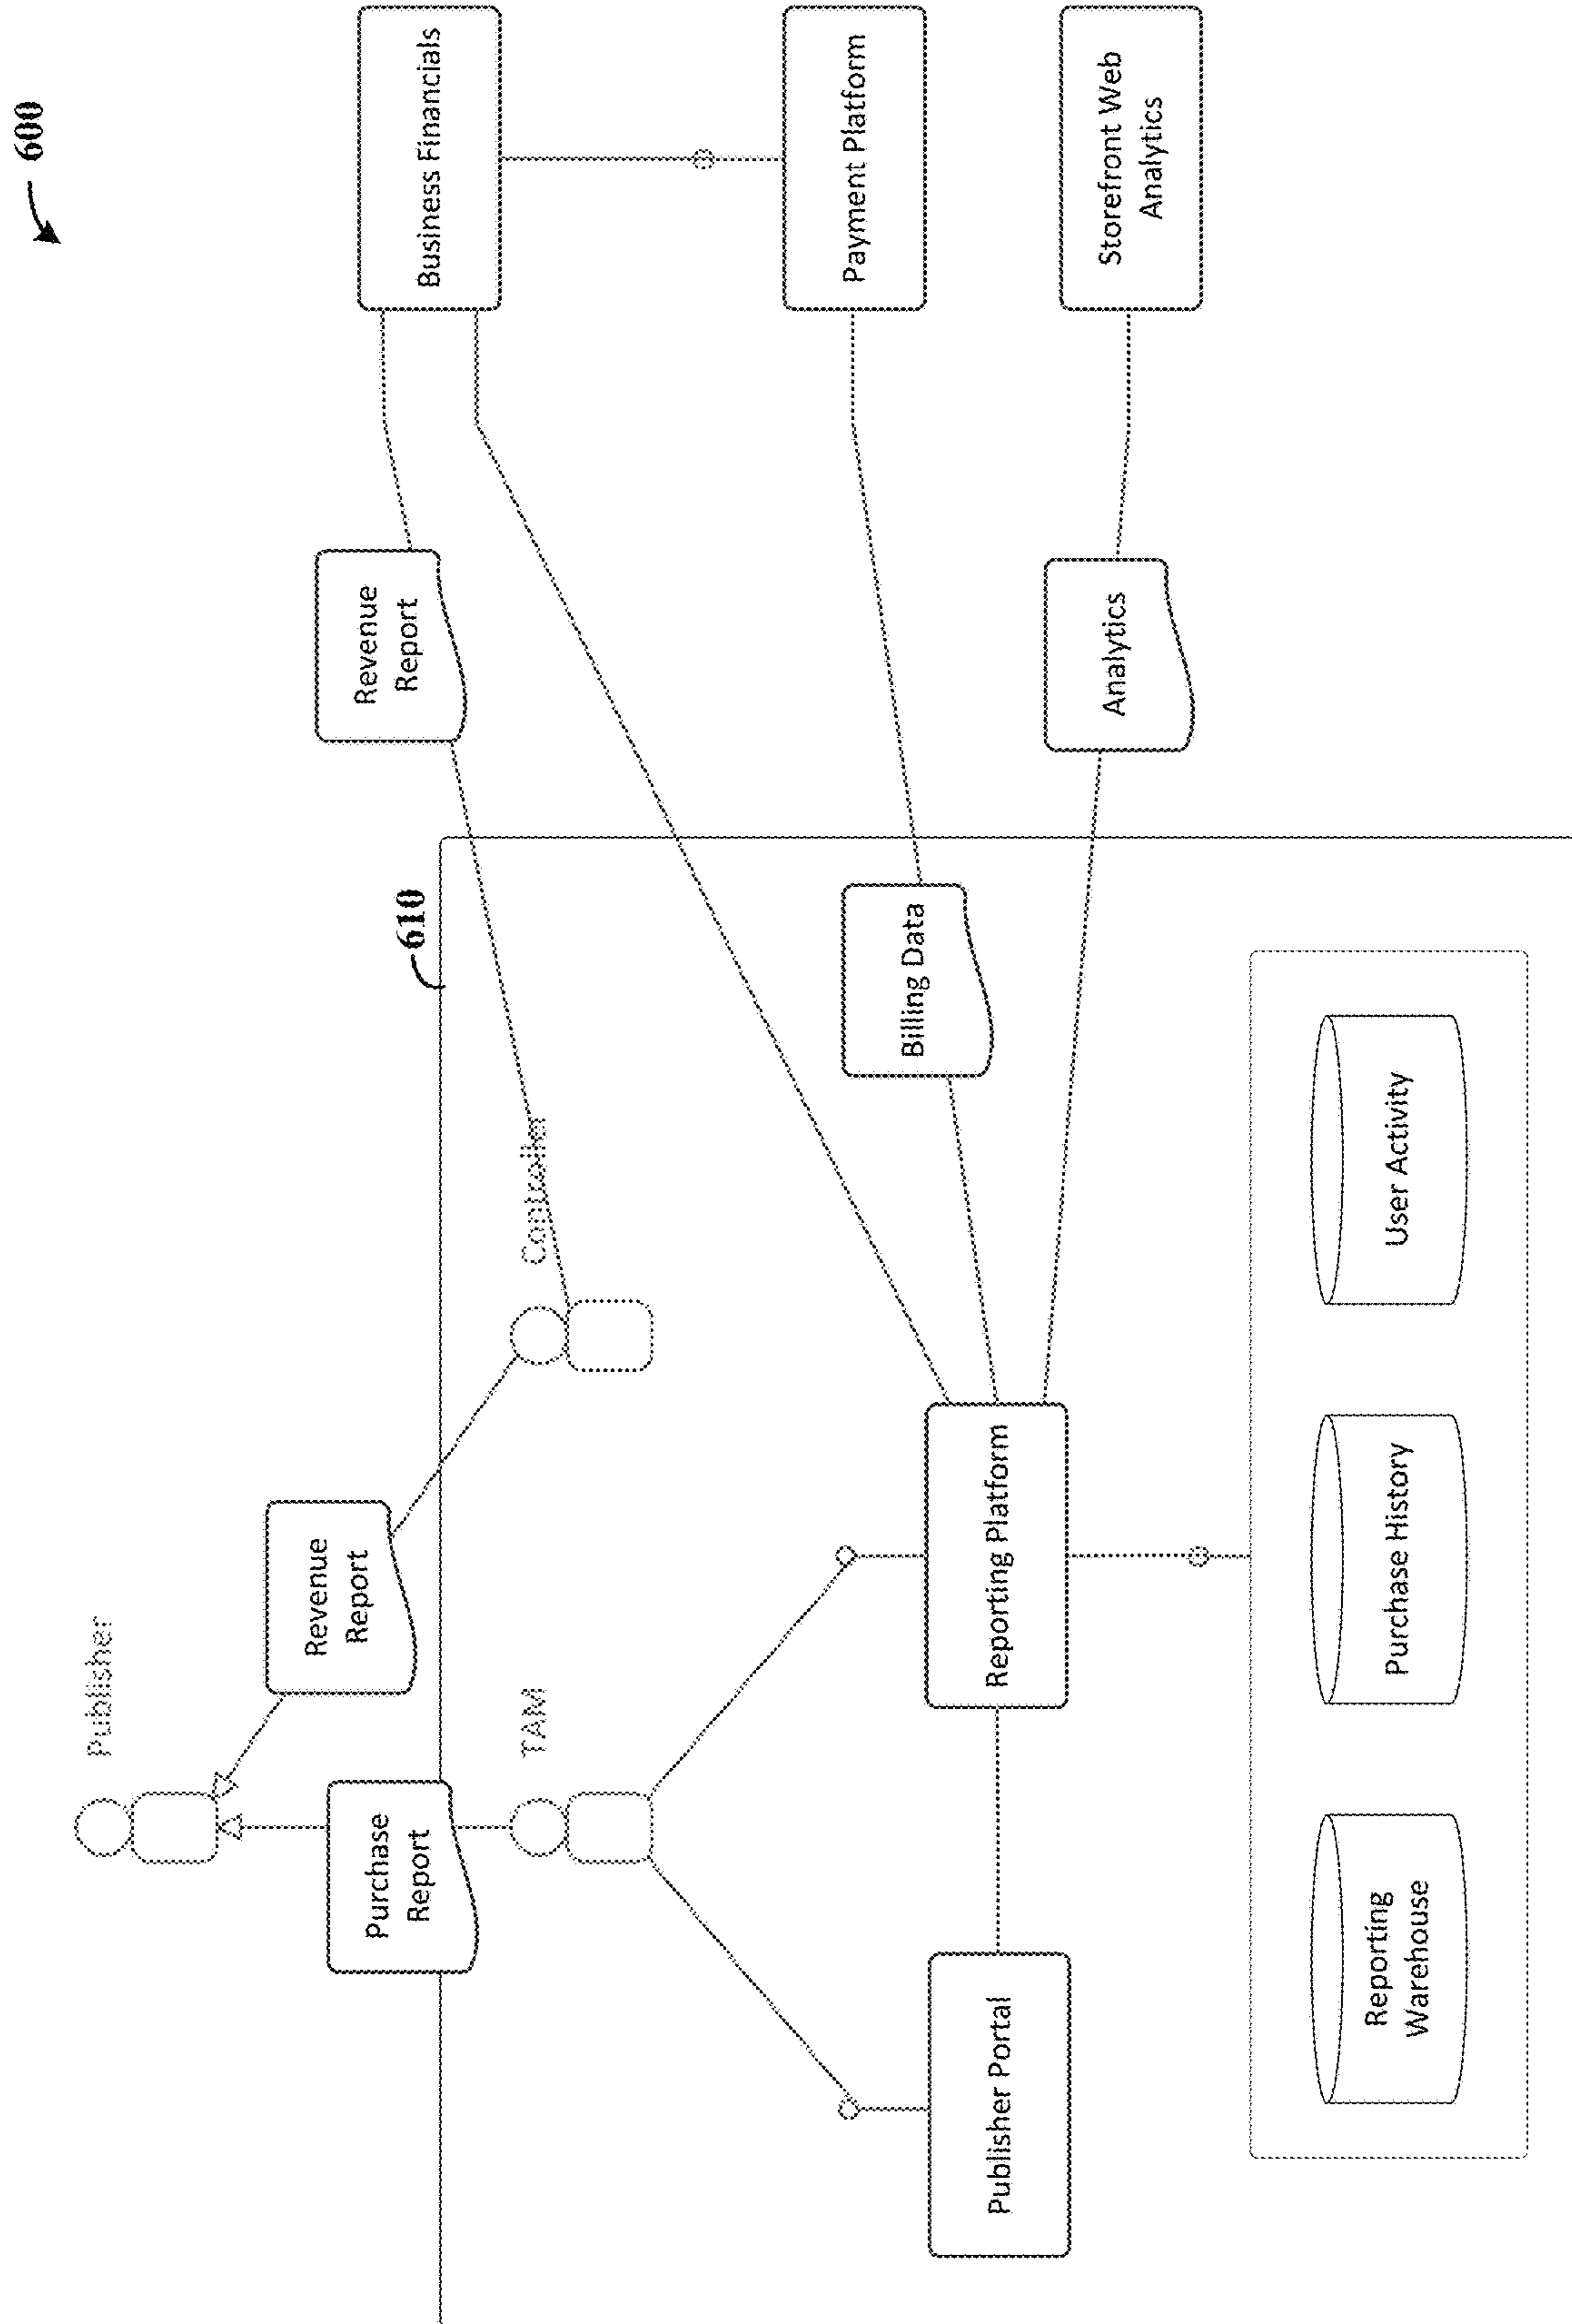 600
Publisher
Purchase
Report
Revenue
Report
Revenue
Report
Business Financials
610
TAM
Controller
Billing Data
Payment Platform
Publisher Portal
Reporting Platform
Analytics
Storefront Web
Analytics
Reporting
Warehouse
Purchase History
User Activity